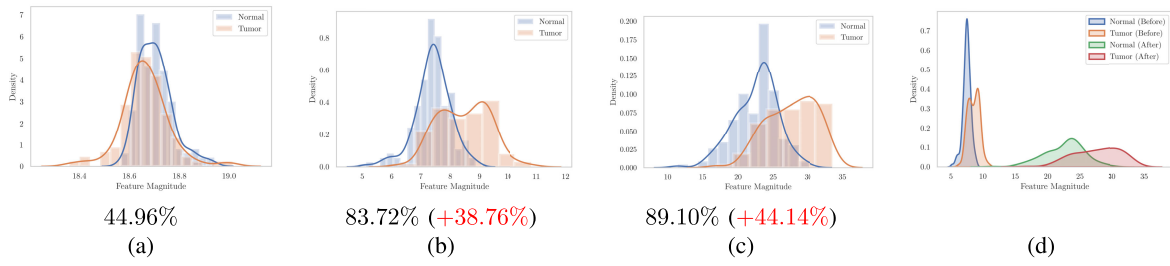 Normal
Tumor
Density
7
6
5
4
3
2
1
0
18.4
18.6
18.8
19.0
Feature Magnitude
44.96%
(a)
Normal
Tumor
Density
0.8
0.6
0.4
0.2
0.0
5
6
7
8
9
10
11
12
Feature Magnitude
83.72% (+38.76%)
(b)
Normal
Tumor
Density
0.200
0.175
0.150
0.125
0.100
0.075
0.050
0.025
0.000
10
15
20
25
30
35
Feature Magnitude
89.10% (+44.14%)
(c)
Normal (Before)
Tumor (Before)
Normal (After)
Tumor (After)
Density
0.7
0.6
0.5
0.4
0.3
0.2
0.1
0.0
5
10
15
20
25
30
35
Feature Magnitude
(d)